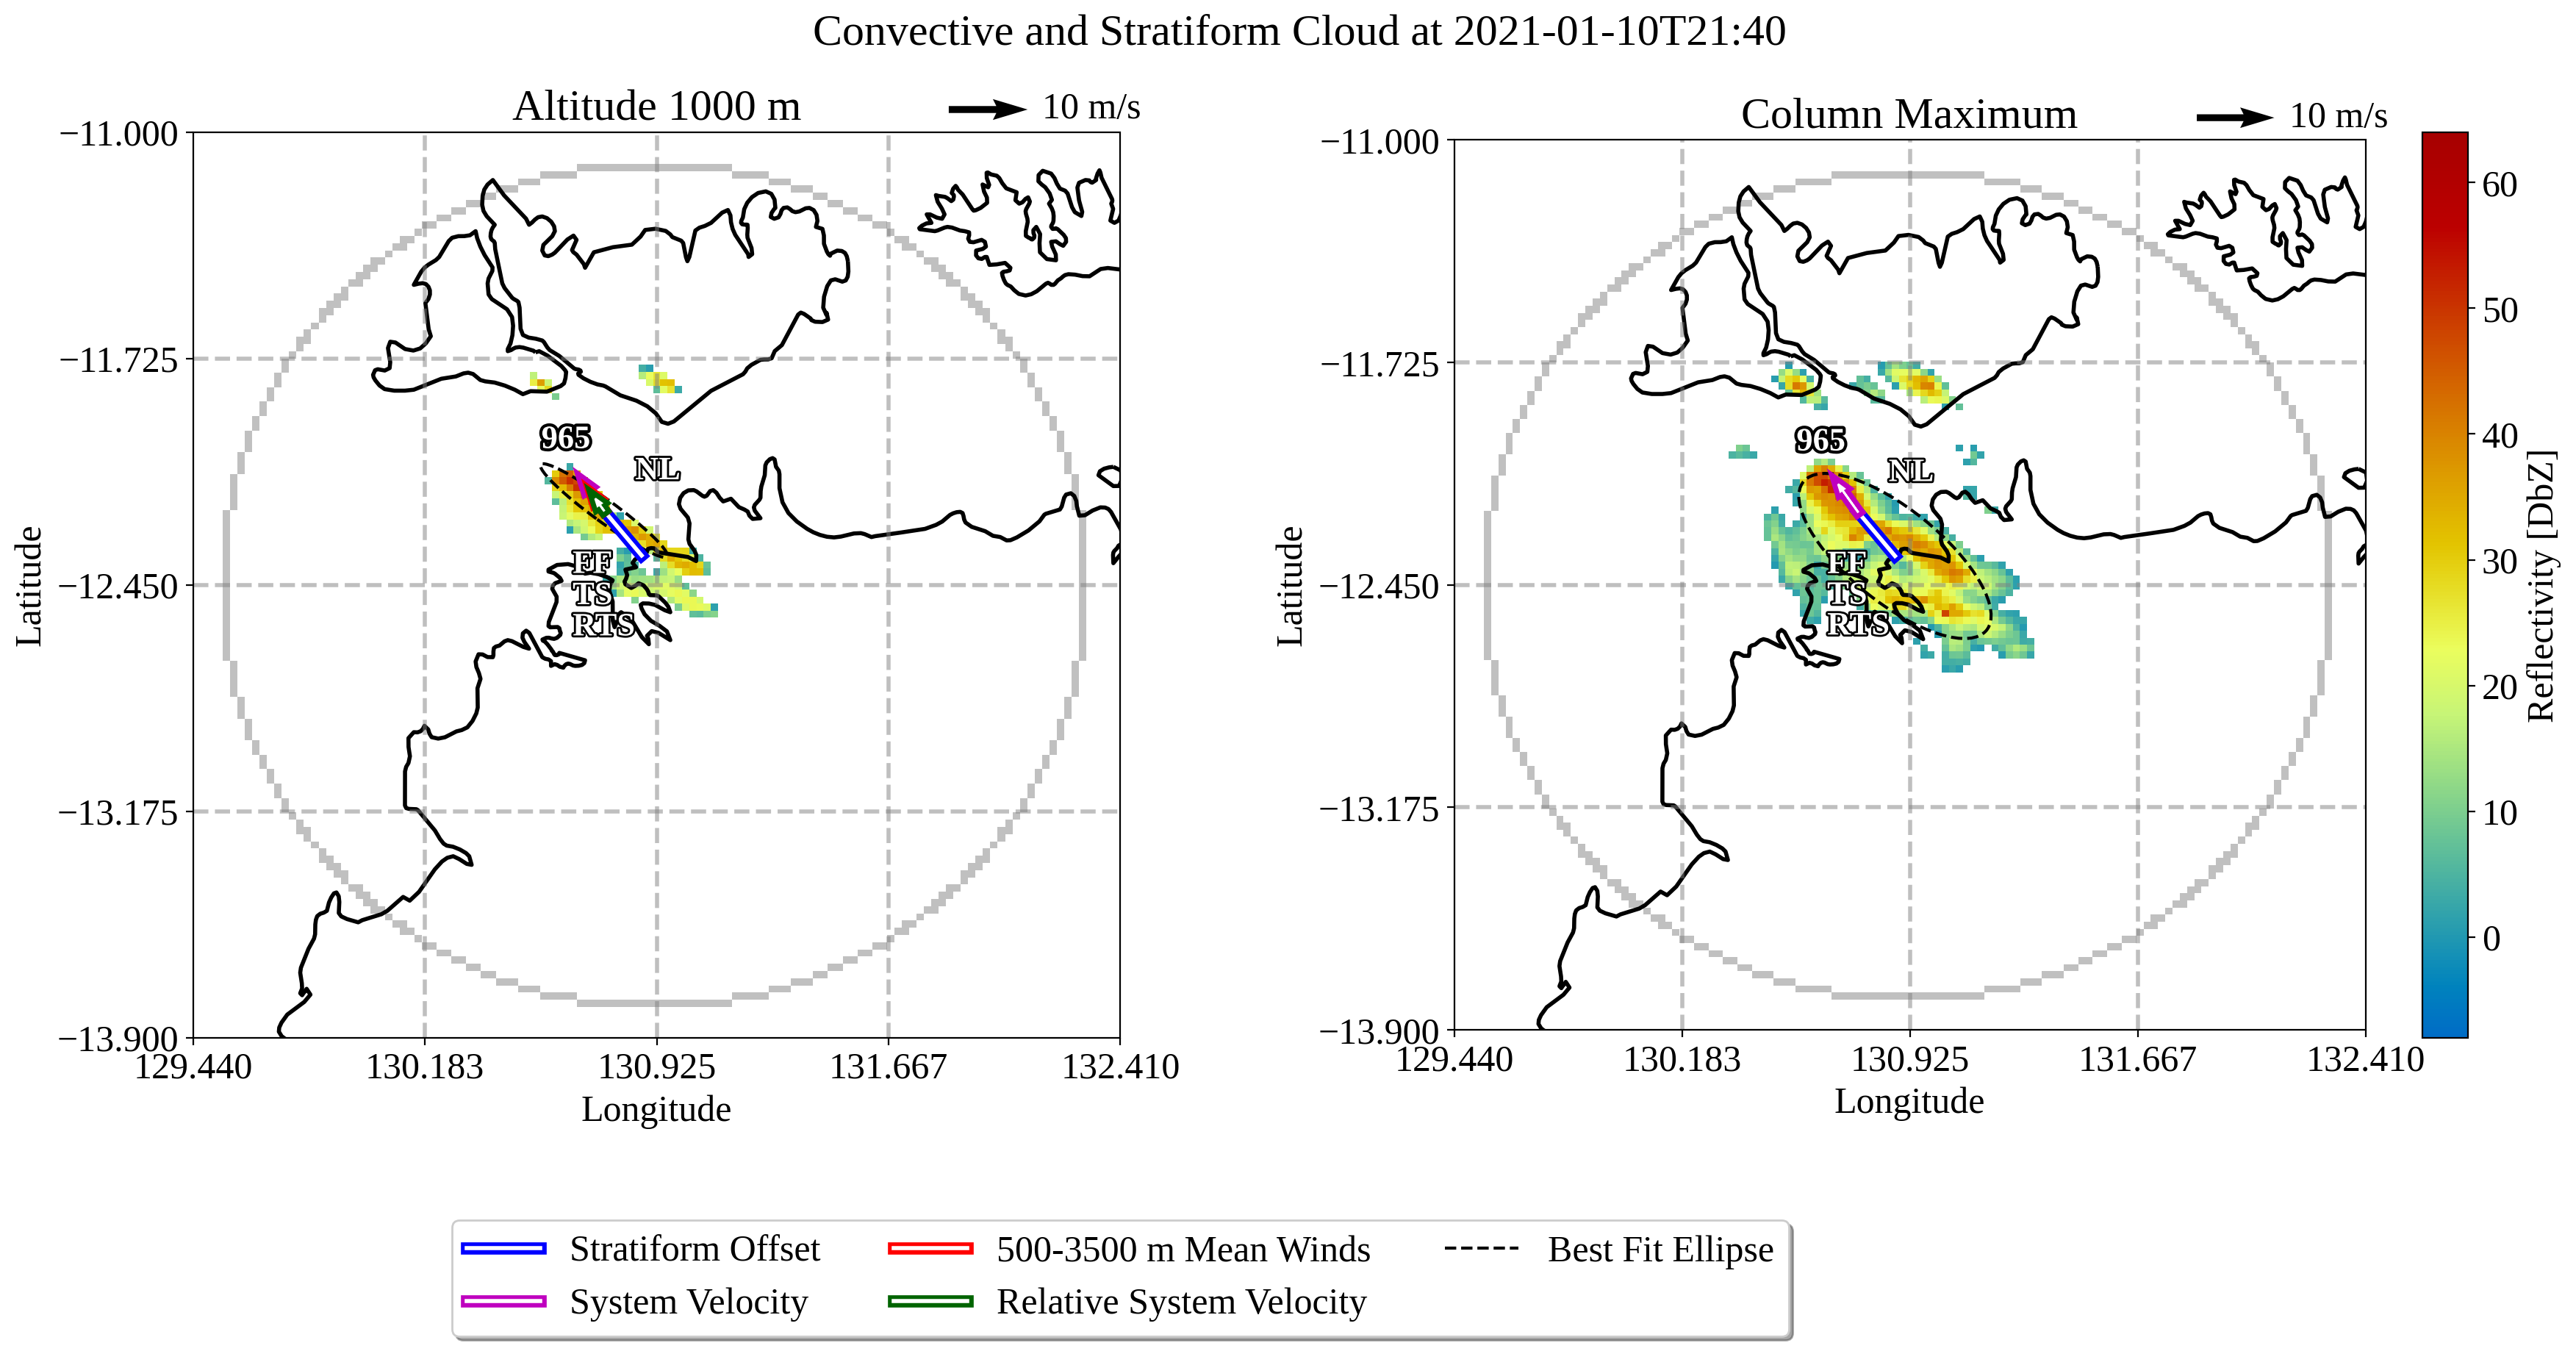 Convective and Stratiform Cloud at 2021-01-10T21:40
Altitude 1000 m
10 m/s
−11.000
−11.725
−12.450
−13.175
−13.900
Latitude
965
NL
FF
TS
RTS
129.440
130.183
130.925
131.667
132.410
Longitude
Column Maximum
10 m/s
−11.000
−11.725
−12.450
−13.175
−13.900
Latitude
965
NL
FF
TS
RTS
129.440
130.183
130.925
131.667
132.410
Longitude
60
50
40
30
20
10
0
Reflectivity [DbZ]
Stratiform Offset
500-3500 m Mean Winds
Best Fit Ellipse
System Velocity
Relative System Velocity